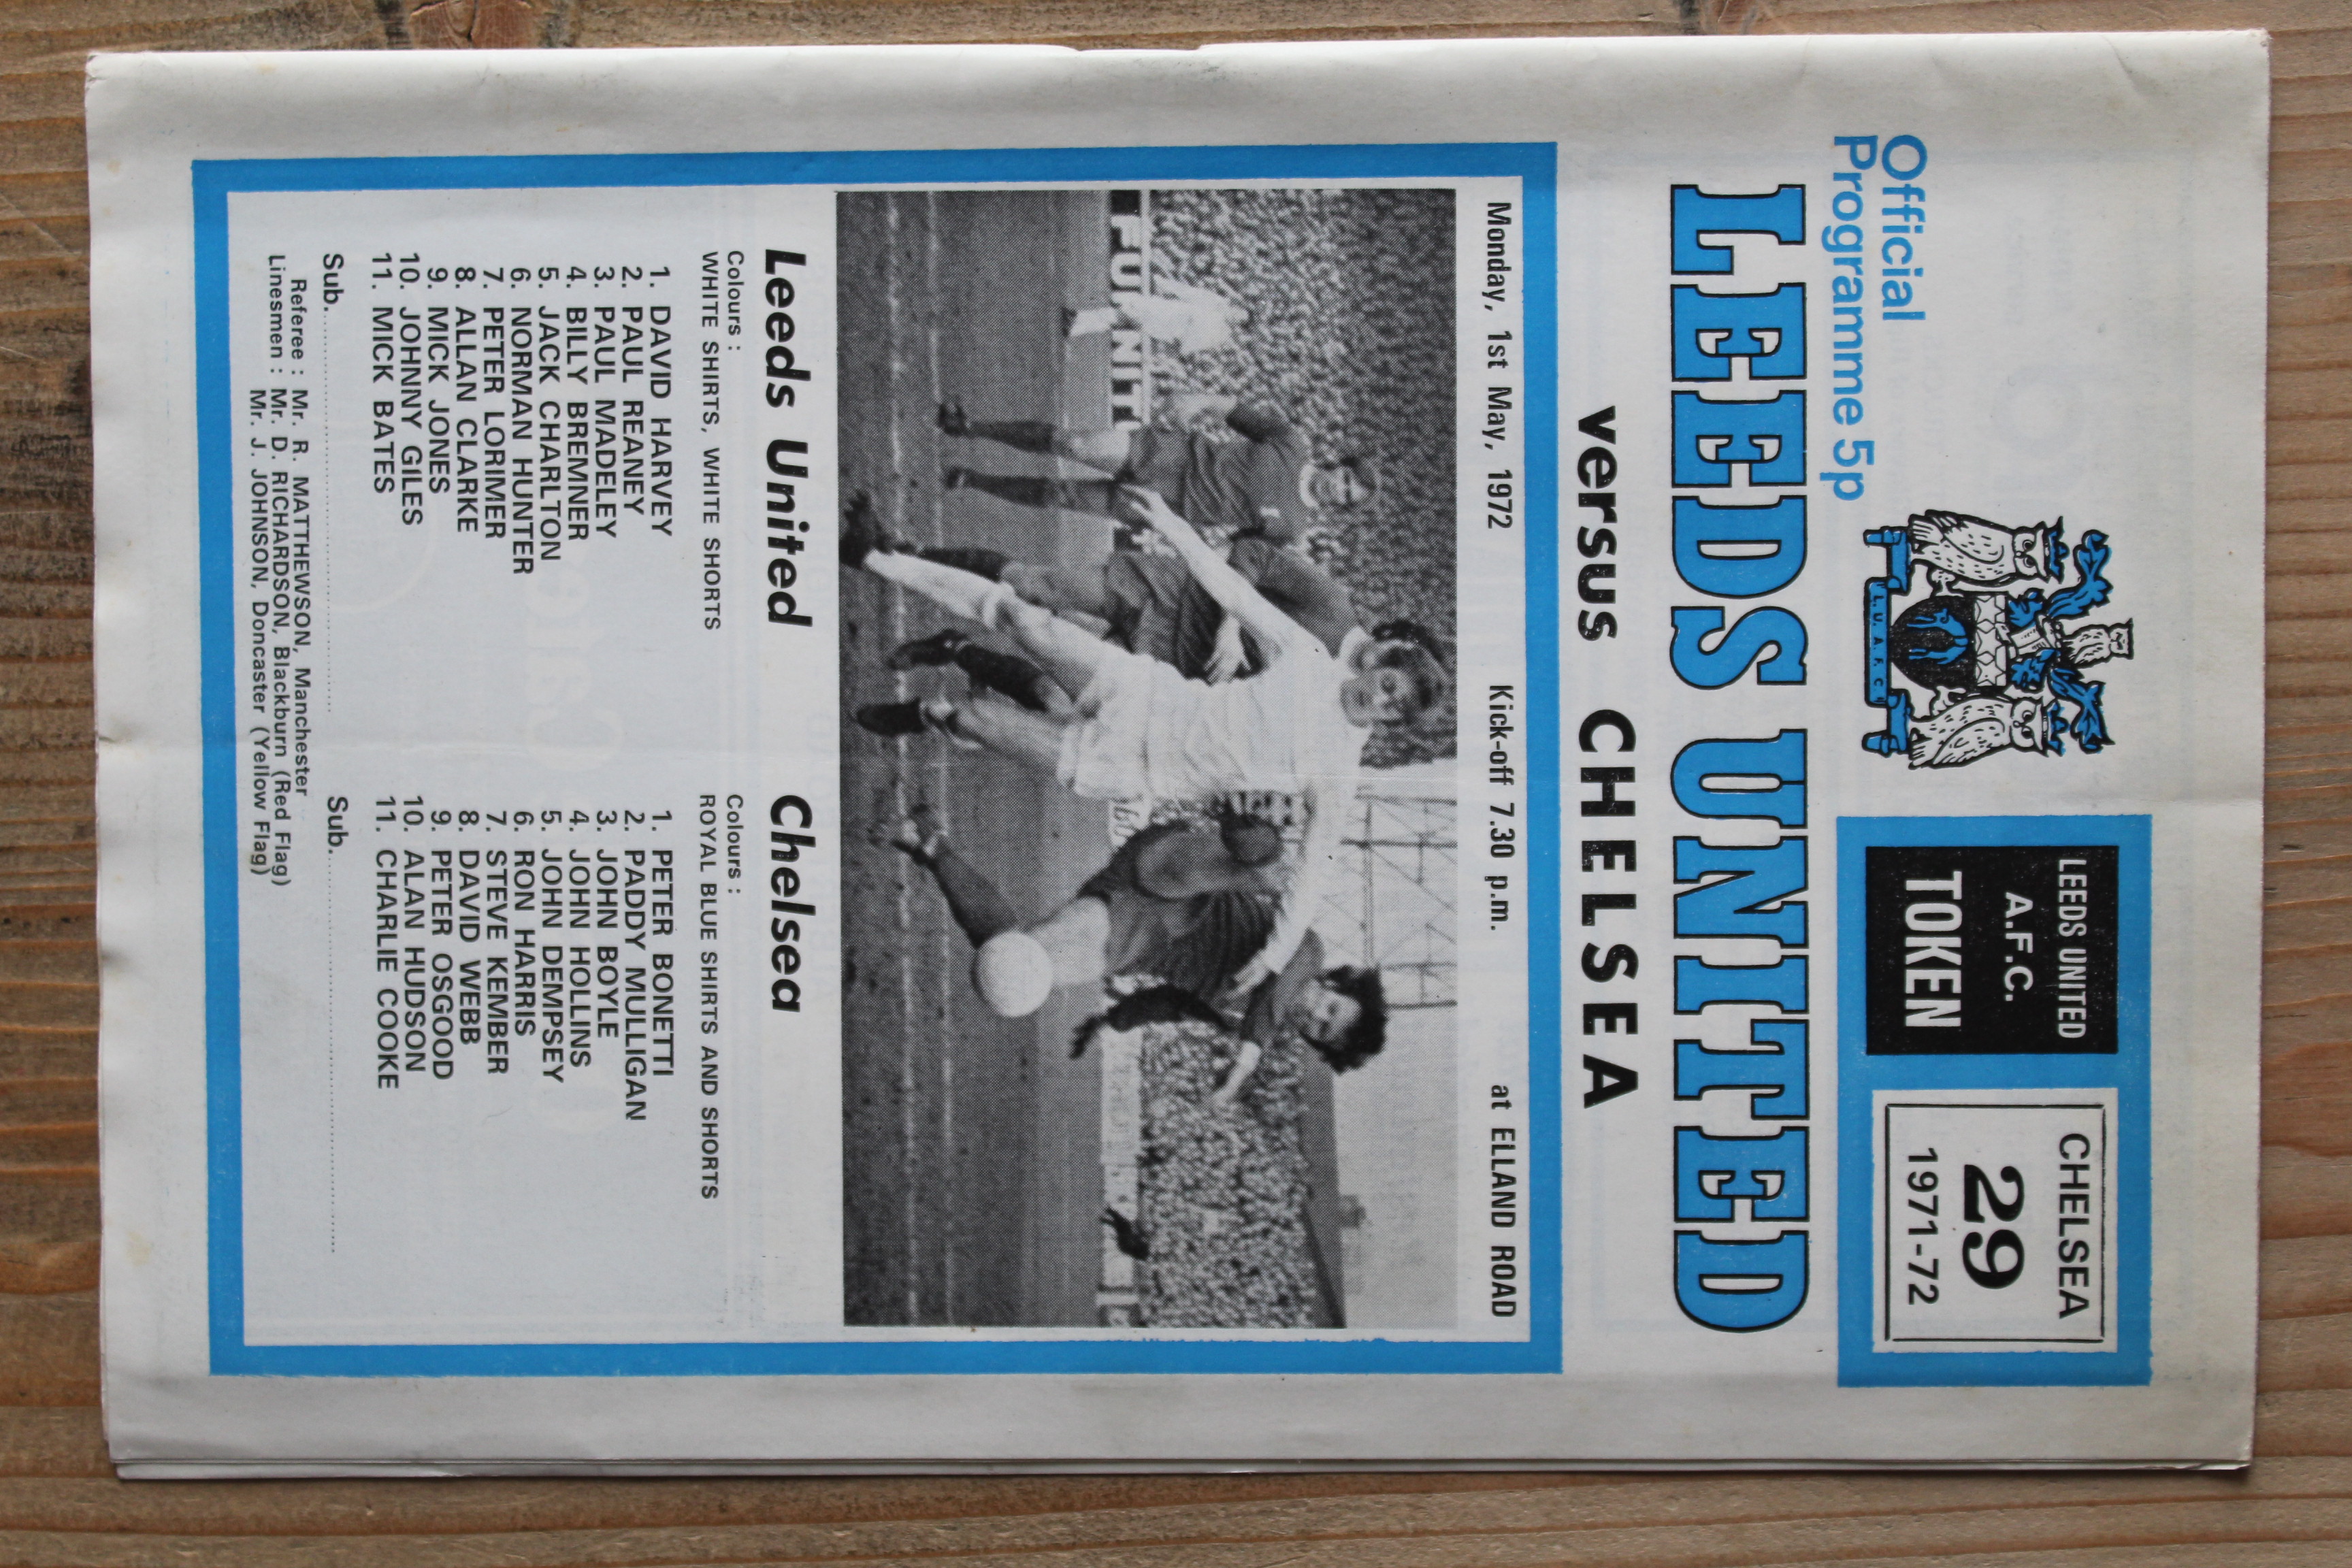 Official
Programme 5p
L. U. A. F. C
LEEDS UNITED
A.F.C.
TOKEN
CHELSEA
29
1971-72
LEEDS UNITED
versus CHELSEA
Monday, 1st May, 1972 Kick-off 7.30 p.m. at ELLAND ROAD
Leeds United
Colours :
WHITE SHIRTS, WHITE SHORTS
1. DAVID HARVEY
2. PAUL REANEY
3. PAUL MADELEY
4. BILLY BREMNER
5. JACK CHARLTON
6. NORMAN HUNTER
7. PETER LORIMER
8. ALLAN CLARKE
9. MICK JONES
10. JOHNNY GILES
11. MICK BATES
Sub.
Chelsea
Colours :
ROYAL BLUE SHIRTS AND SHORTS
1. PETER BONETTI
2. PADDY MULLIGAN
3. JOHN BOYLE
4. JOHN HOLLINS
5. JOHN DEMPSEY
6. RON HARRIS
7. STEVE KEMBER
8. DAVID WEBB
9. PETER OSGOOD
10. ALAN HUDSON
11. CHARLIE COOKE
Sub.
Referee : Mr. R. MATTHEWSON, Manchester
Linesmen : Mr. D. RICHARDSON, Blackburn (Red Flag)
Mr. J. JOHNSON, Doncaster (Yellow Flag)